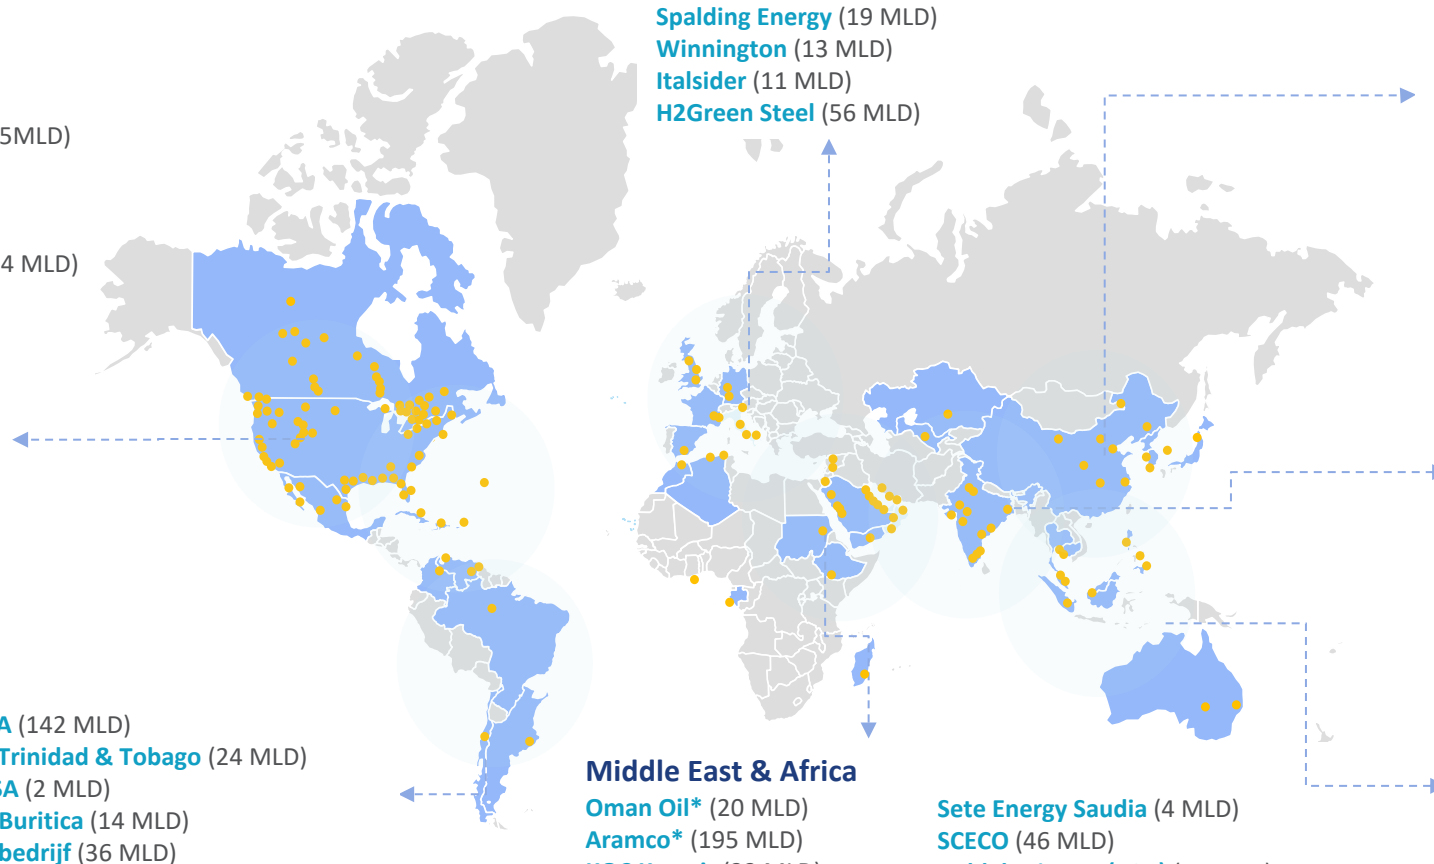 Spalding Energy (19 MLD)
Winnington (13 MLD)
Italsider (11 MLD)
H2Green Steel (56 MLD)
5MLD)
4 MLD)
A (142 MLD)
Trinidad & Tobago (24 MLD)
SA (2 MLD)
Buritica (14 MLD)
bedrijf (36 MLD)
Middle East & Africa
Oman Oil* (20 MLD)
Aramco* (195 MLD)
Sete Energy Saudia (4 MLD)
SCECO (46 MLD)